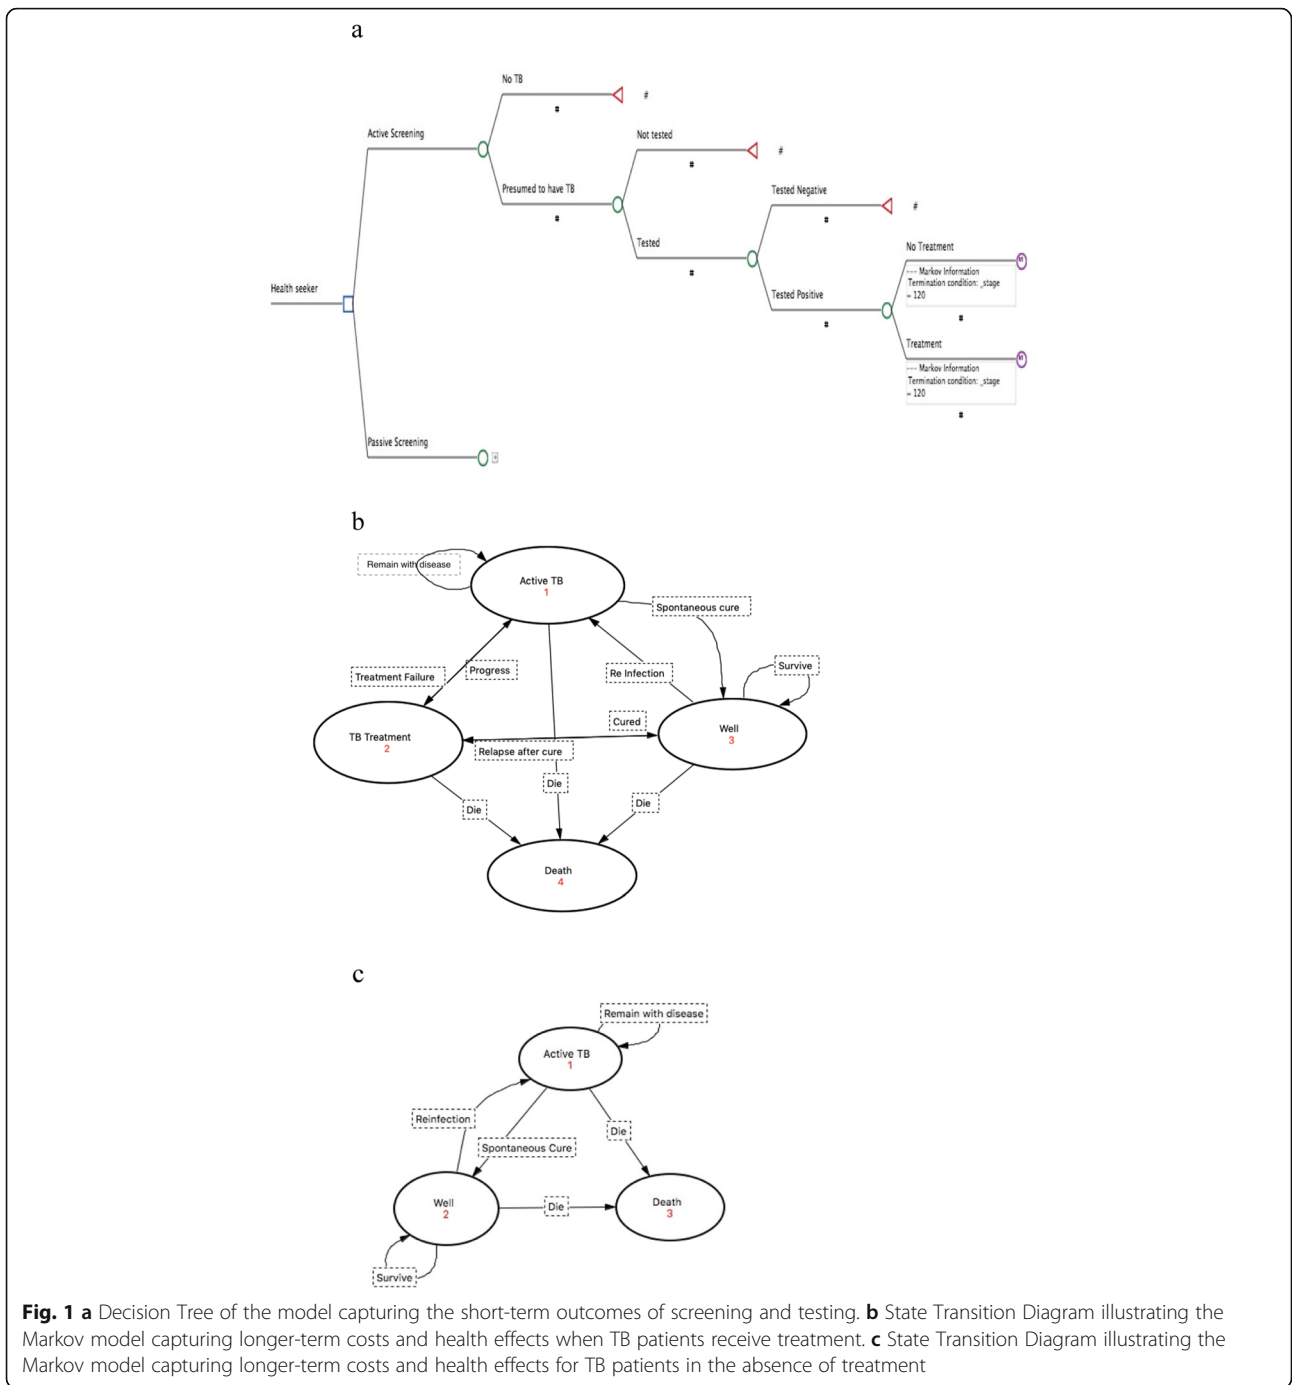 a
No TB
#
#
Active Screening
Not tested
#
#
Presumed to have TB
#
Tested Negative
#
#
Tested
#
No Treatment
--- Markov Information
Termination condition: _stage
= 120
#
Health seeker
Tested Positive
#
Treatment
--- Markov Information
Termination condition: _stage
= 120
#
Passive Screening
b
Remain with disease
Active TB
1
Spontaneous cure
Treatment Failure
Progress
Re Infection
Survive
Cured
TB Treatment
2
Well
3
Relapse after cure
Die
Die
Die
Death
4
c
Remain with disease
Active TB
1
Reinfection
Die
Spontaneous Cure
Well
2
Die
Death
3
Survive
Fig. 1 a Decision Tree of the model capturing the short-term outcomes of screening and testing. b State Transition Diagram illustrating the
Markov model capturing longer-term costs and health effects when TB patients receive treatment. c State Transition Diagram illustrating the
Markov model capturing longer-term costs and health effects for TB patients in the absence of treatment